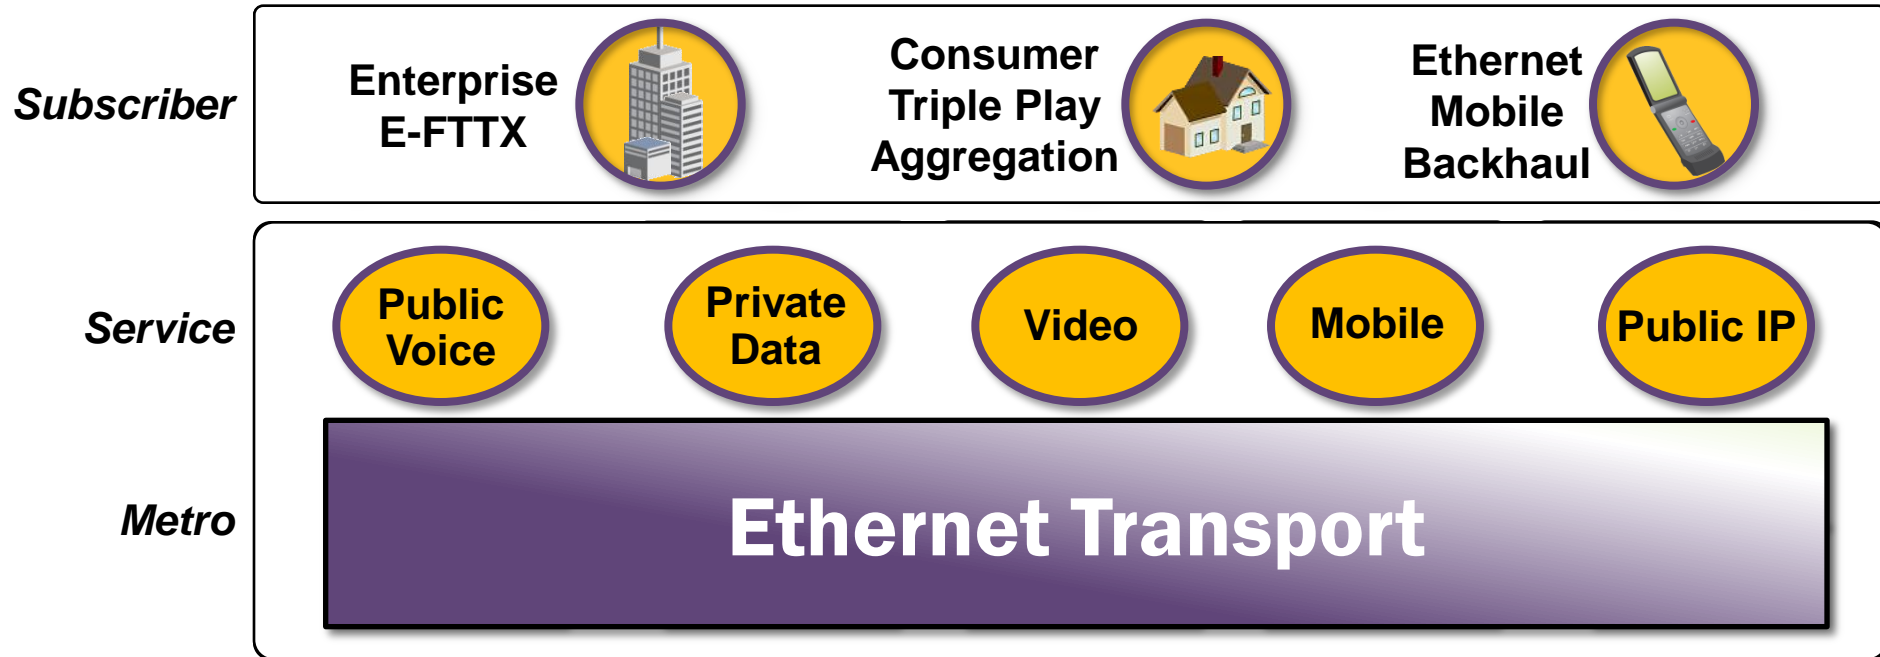 Subscriber
Enterprise
E-FTTX
Consumer
Triple Play
Aggregation
Ethernet
Mobile
Backhaul
Service
Public
Voice
Private
Data
Video
Mobile
Public IP
Metro
Ethernet Transport